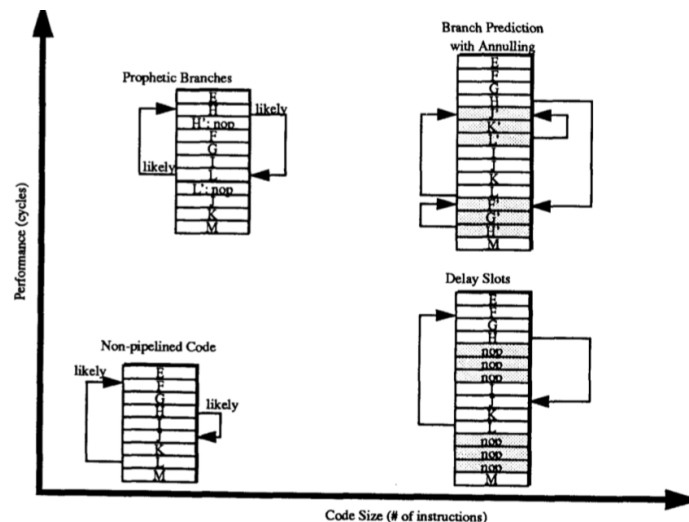 Branch Prediction
with Annulling
E
F
G
H
K'
L'
K
G'
H'
M
Prophetic Branches
E
H
likely
H': nop
F
G
L
likely
L': nop
K
M
Performance (cycles)
Delay Slots
E
F
G
H
nop
nop
nop
K
L
nop
nop
nop
M
Non-pipelined Code
likely
E
F
G
H
likely
K
L
M
Code Size (# of instructions)